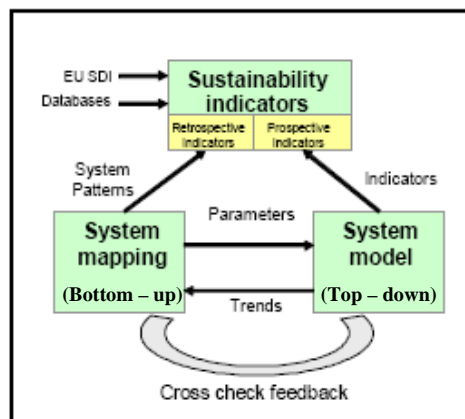 EU SDI
Databases
Sustainability
indicators
Retrospective
Indicators
Prospective
Indicators
System
Patterns
Indicators
Parameters
System
mapping
(Bottom – up)
System
model
(Top – down)
Trends
Cross check feedback